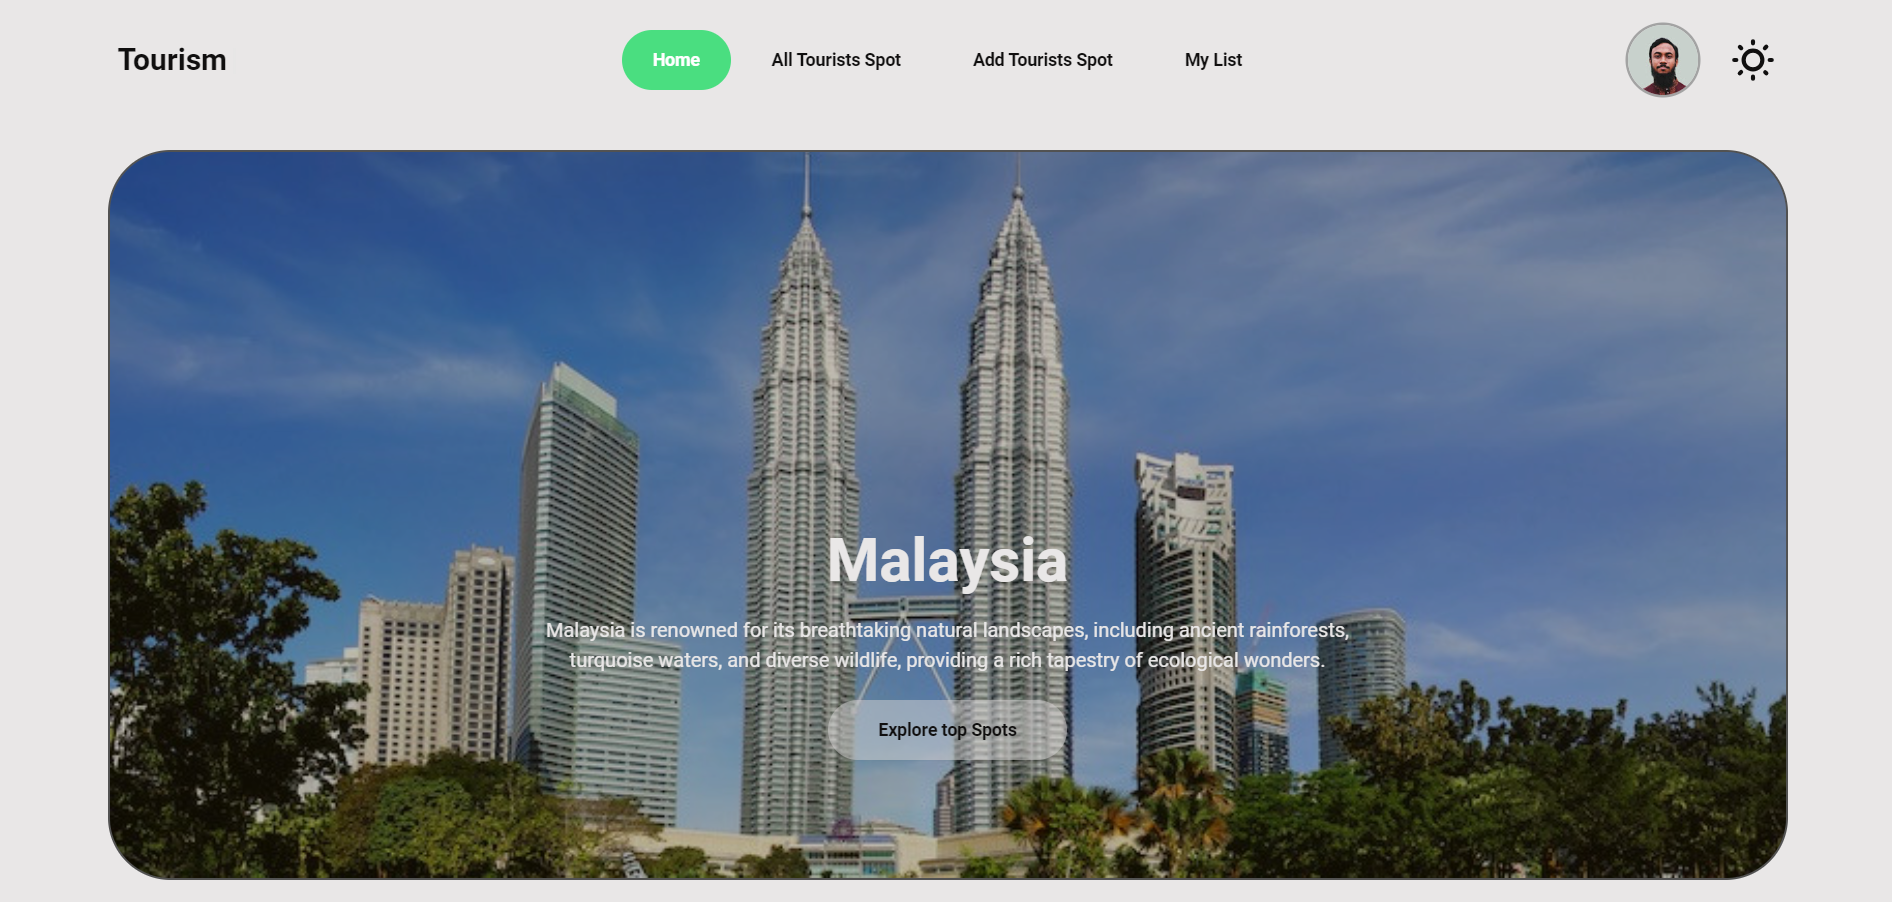 Tourism
Home
All Tourists Spot
Add Tourists Spot
My List
Malaysia
Malaysia is renowned for its breathtaking natural landscapes, including ancient rainforests,
turquoise waters, and diverse wildlife, providing a rich tapestry of ecological wonders.
Explore top Spots